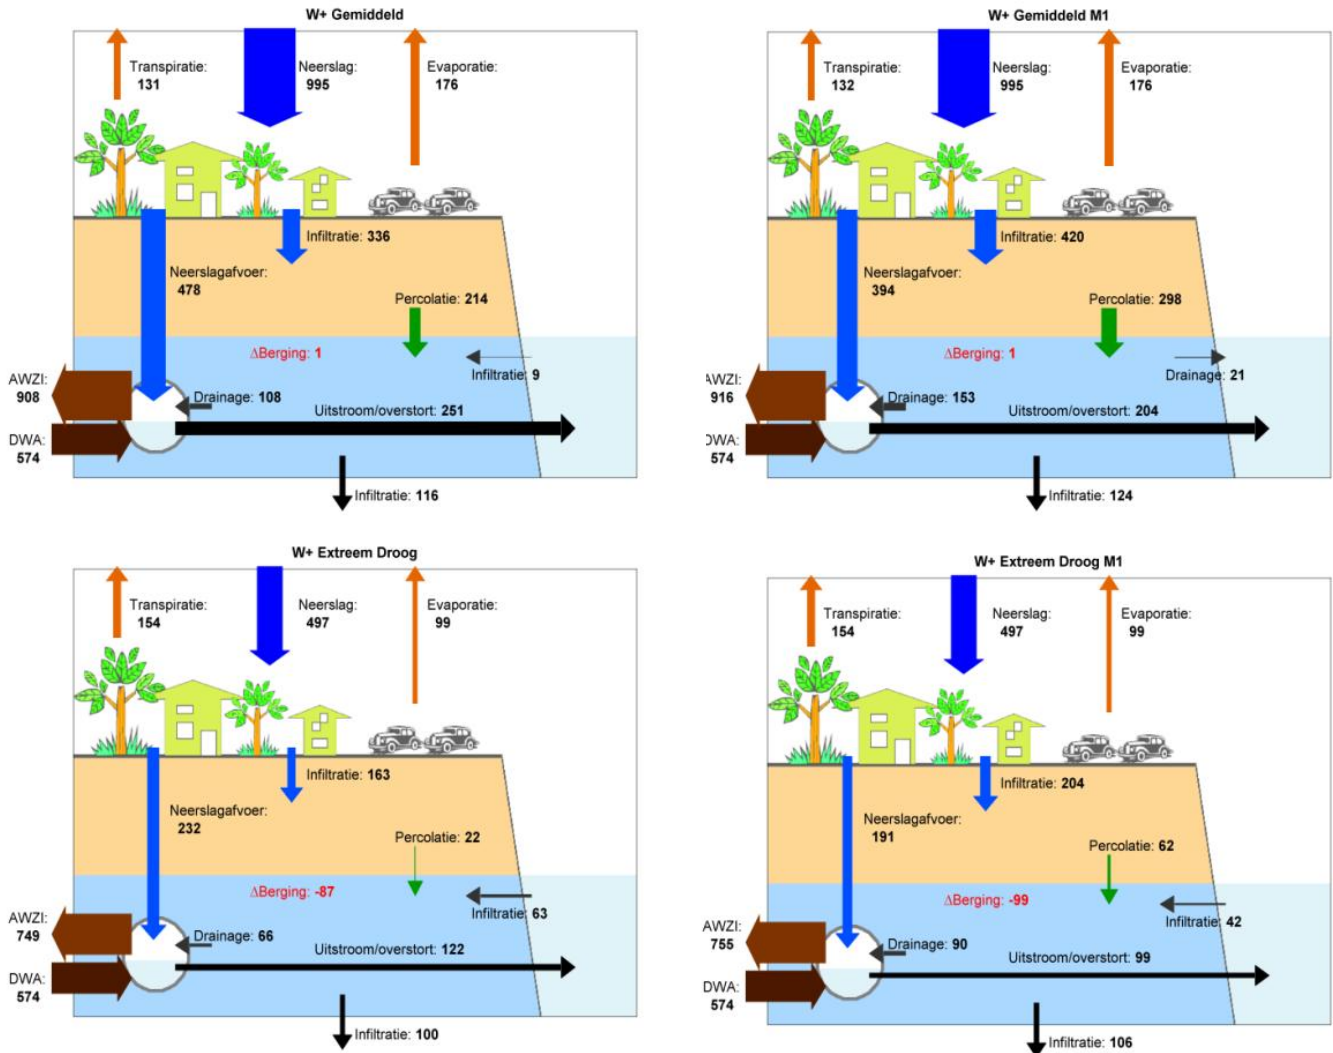 W+ Gemiddeld
Transpiratie:
131
Neerslag:
995
Evaporatie:
176
Infiltratie: 336
Neerslagafvoer:
478
Percolatie: 214
ΔBerging: 1
Infiltratie: 9
AWZI:
908
Drainage: 108
Uitstroom/overstort: 251
DWA:
574
Infiltratie: 116
W+ Gemiddeld M1
Transpiratie:
132
Neerslag:
995
Evaporatie:
176
Infiltratie: 420
Neerslagafvoer:
394
Percolatie: 298
ΔBerging: 1
Drainage: 21
AWZI:
916
Drainage: 153
Uitstroom/overstort: 204
DWA:
574
Infiltratie: 124
W+ Extreem Droog
Transpiratie:
154
Neerslag:
497
Evaporatie:
99
Infiltratie: 163
Neerslagafvoer:
232
Percolatie: 22
ΔBerging: -87
Infiltratie: 63
AWZI:
749
Drainage: 66
Uitstroom/overstort: 122
DWA:
574
Infiltratie: 100
W+ Extreem Droog M1
Transpiratie:
154
Neerslag:
497
Evaporatie:
99
Infiltratie: 204
Neerslagafvoer:
191
Percolatie: 62
ΔBerging: -99
Infiltratie: 42
AWZI:
755
Drainage: 90
Uitstroom/overstort: 99
DWA:
574
Infiltratie: 106